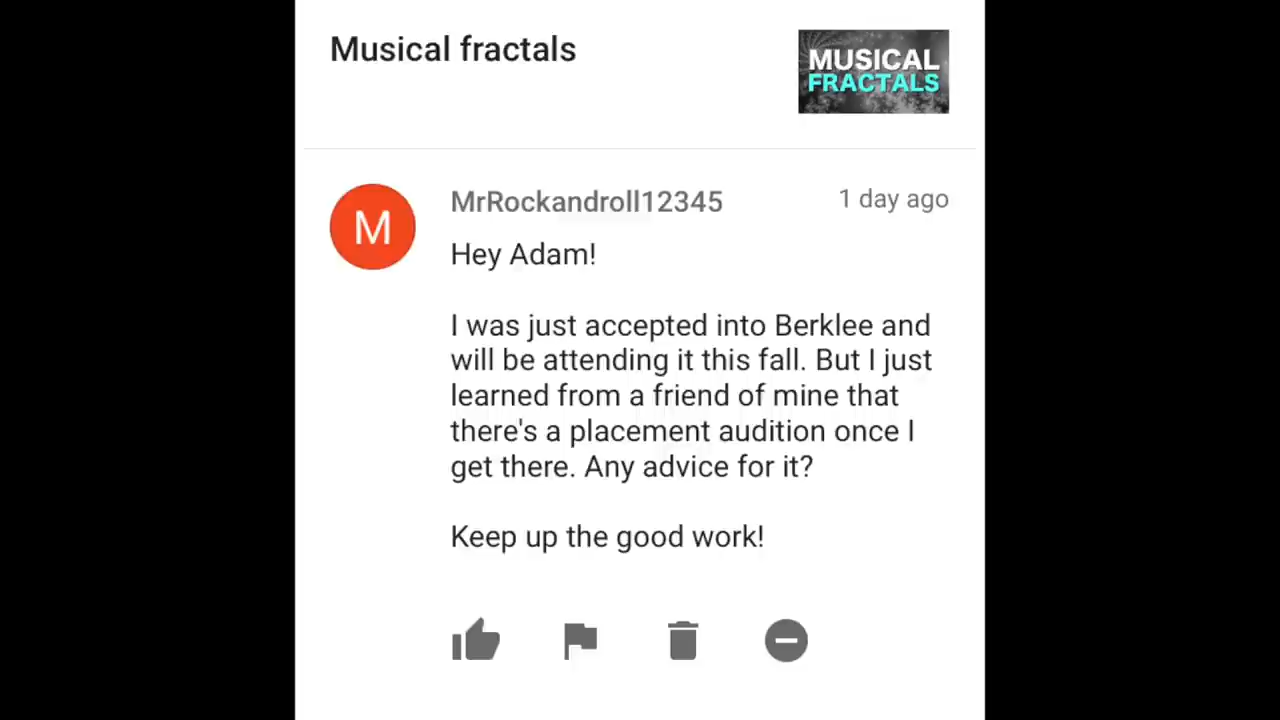 Musical fractals
MUSICAL
FRACTALS
M
MrRockandroll12345
1 day ago
Hey Adam!
I was just accepted into Berklee and
will be attending it this fall. But I just
learned from a friend of mine that
there's a placement audition once I
get there. Any advice for it?
Keep up the good work!